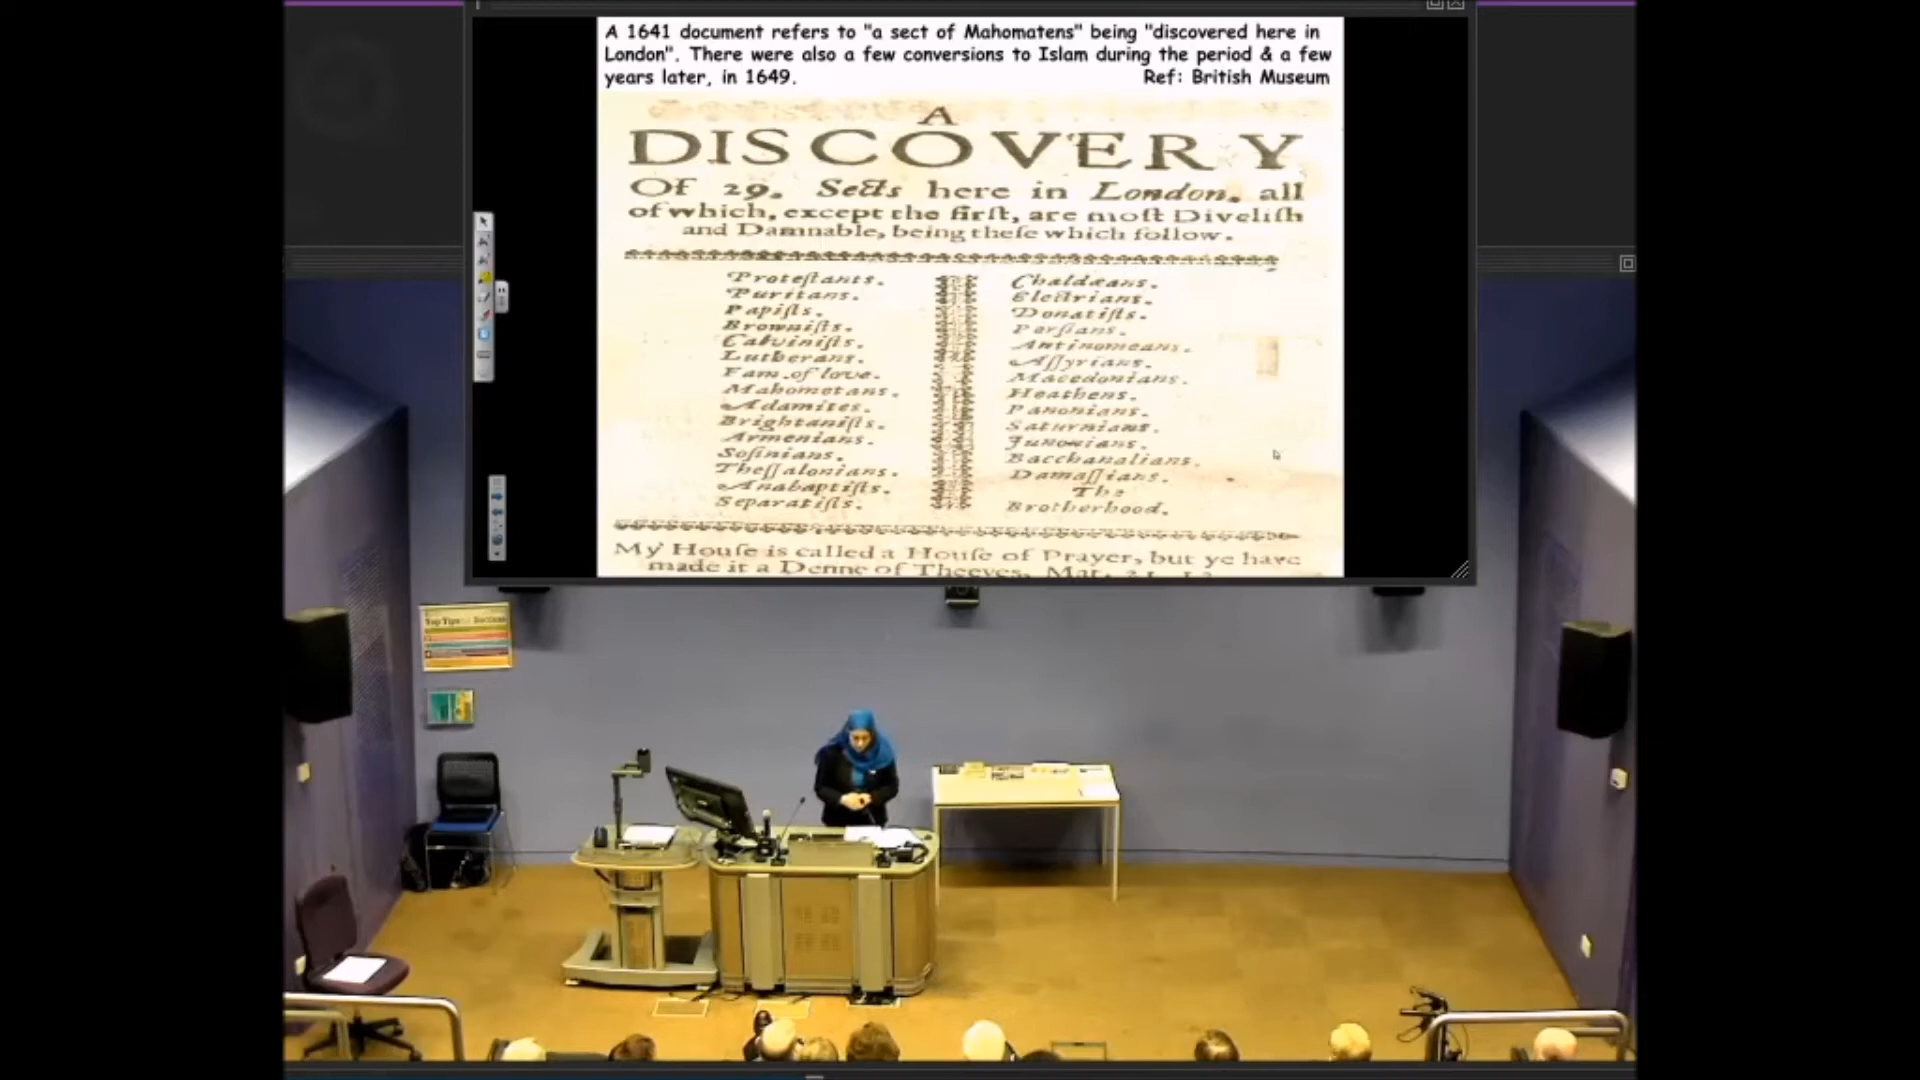 A 1641 document refers to "a sect of Mahomatens" being "discovered here in
London". There were also a few conversions to Islam during the period & a few
years later, in 1649. Ref: British Museum
A
DISCOVERY
Of 29. Sects here in London, all
of which, except the first, are most Divelish
and Damnable, being these which follow.
Protestants.
Puritans.
Papists.
Brownists.
Calvinists.
Lutherans.
Fam. of love.
Mahometans.
Adamites.
Brightanists.
Armenians.
Sosinians.
Thessalonians.
Anabaptists.
Separatists.
Chaldæans.
Electrians.
Donatists.
Persians.
Antinomeans.
Assyrians.
Macedonians.
Heathens.
Panonians.
Saturnians.
Junonians.
Bacchanalians.
Damassians.
The
Brotherhood.
My House is called a House of Prayer, but ye have
made it a Denne of Theeves, Mat.
Top Tips Success